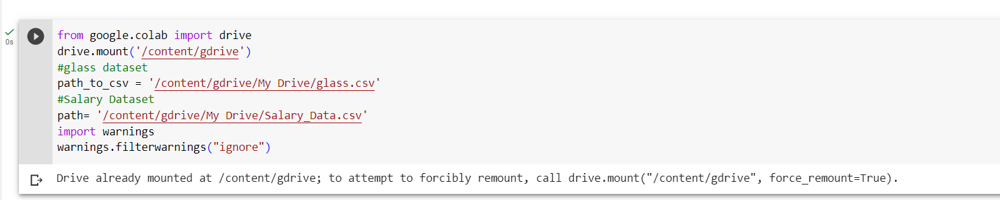 from google.colab import drive
0s
drive.mount('/content/gdrive')
#glass dataset
path_to_csv = '/content/gdrive/My Drive/glass.csv'
#Salary Dataset
path= '/content/gdrive/My Drive/Salary_Data.csv'
import warnings
warnings.filterwarnings("ignore")
Drive already mounted at /content/gdrive; to attempt to forcibly remount, call drive.mount("/content/gdrive", force_remount=True).